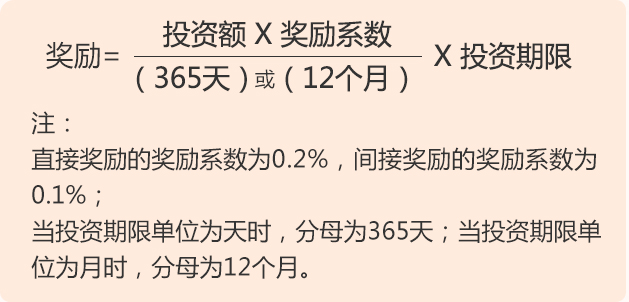 投资额 X 奖励系数
奖励= X 投资期限
(365天)或(12个月)
注：
直接奖励的奖励系数为0.2%，间接奖励的奖励系数为
0.1%；
当投资期限单位为天时，分母为365天；当投资期限单
位为月时，分母为12个月。